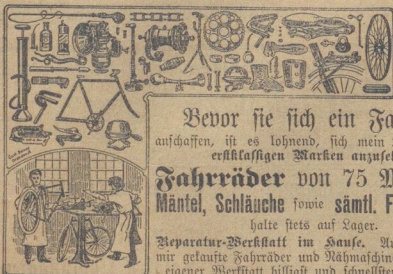 Bevor sie sich ein Fa
anschaffen, ist es lohnend, sich mein
erstklassigen Marken anzuse
Fahrräder von 75 M
Mäntel, Schläuche sowie sämtl. F
halte stets auf Lager.
Reparatur-Werkstatt im Hause. Au
mir gekaufte Fahrräder und Nähmaschin
eigener Werkstatt billigst und schnellste